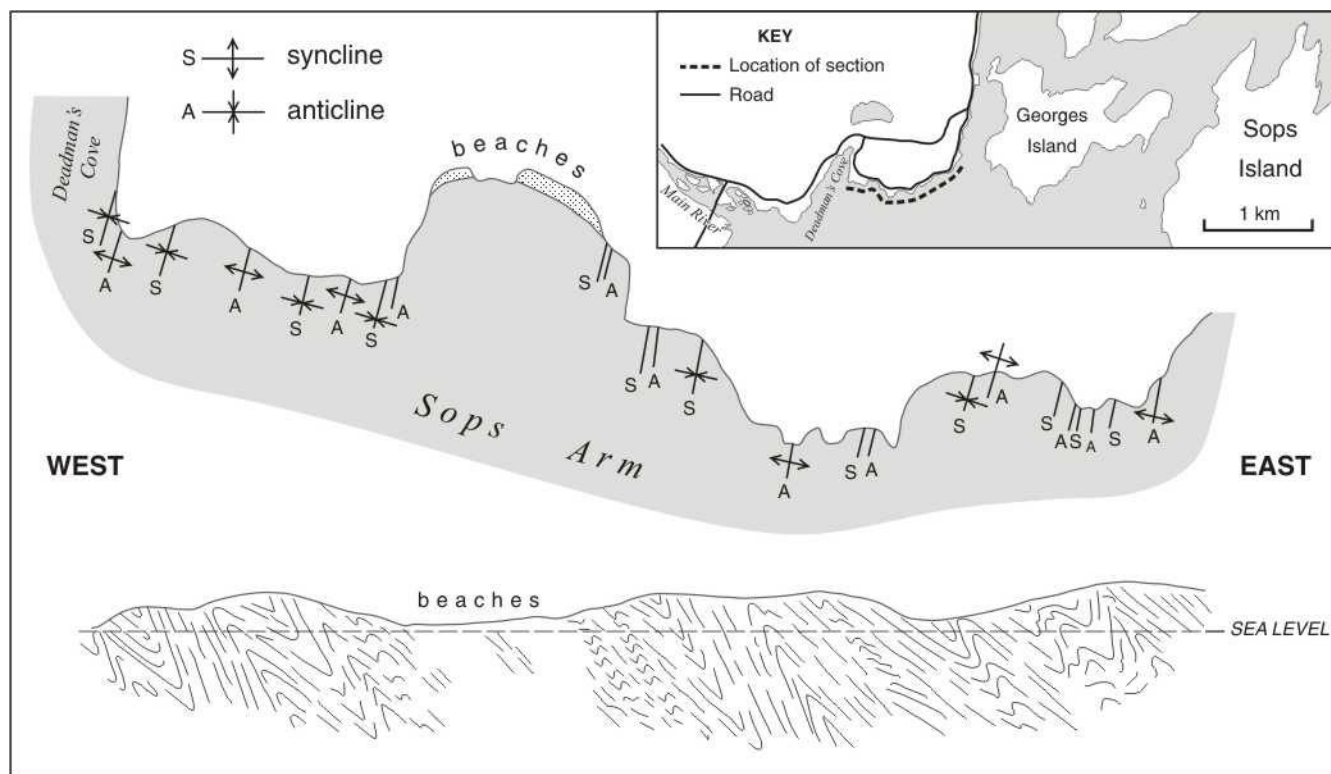 S syncline
A anticline
KEY
Location of section
Road
Georges
Island
Sops
Island
1 km
Main River
Deadman's Cove
Deadman's
Cove
beaches
S
A
S
A
S
A
S
A
S
A
S
A
S
A
S
A
S
A
S
A
S
A
S
A
Sops Arm
WEST
EAST
beaches
SEA LEVEL